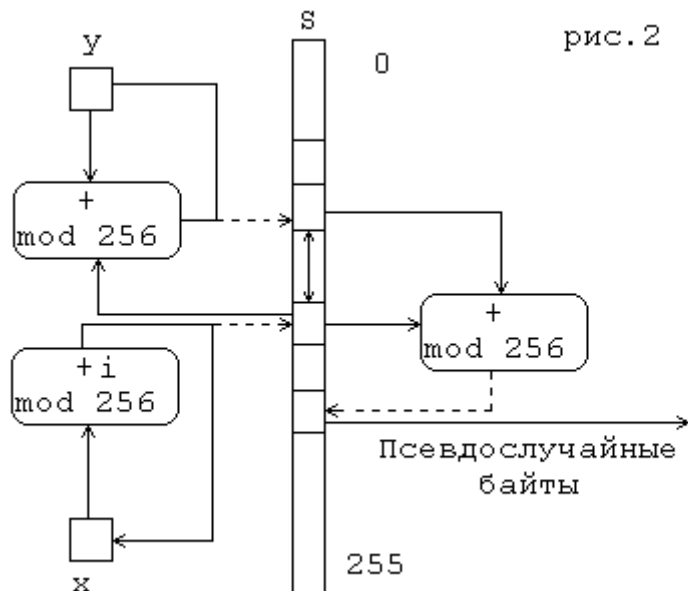 S
y
рис.2
0
+
mod 256
+
mod 256
+i
mod 256
Псевдослучайные
байты
x
255